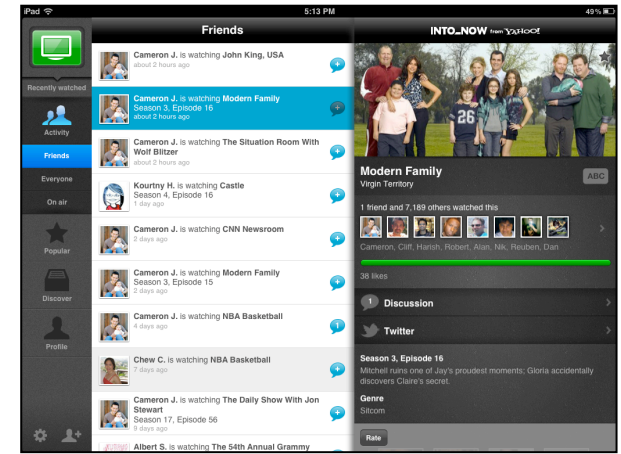 iPad
5:13 PM
49%
Friends
INTO_NOW from YAHOO!
Recently watched
Activity
Friends
Everyone
On air
Popular
Discover
Profile
Cameron J. is watching John King, USA
about 2 hours ago
Cameron J. is watching Modern Family
Season 3, Episode 16
about 2 hours ago
Cameron J. is watching The Situation Room With
Wolf Blitzer
about 2 hours ago
Kourtny H. is watching Castle
Season 4, Episode 16
1 day ago
Cameron J. is watching CNN Newsroom
2 days ago
Cameron J. is watching Modern Family
Season 3, Episode 15
2 days ago
Cameron J. is watching NBA Basketball
4 days ago
1
Chew C. is watching NBA Basketball
7 days ago
Cameron J. is watching The Daily Show With Jon
Stewart
Season 17, Episode 56
9 days ago
Albert S. is watching The 54th Annual Grammy
26
Modern Family
Virgin Territory
ABC
1 friend and 7,189 others watched this
Cameron, Cliff, Harish, Robert, Alan, Nik, Reuben, Dan
38 likes
1 Discussion
Twitter
Season 3, Episode 16
Mitchell ruins one of Jay's proudest moments; Gloria accidentally
discovers Claire's secret.
Genre
Sitcom
Rate